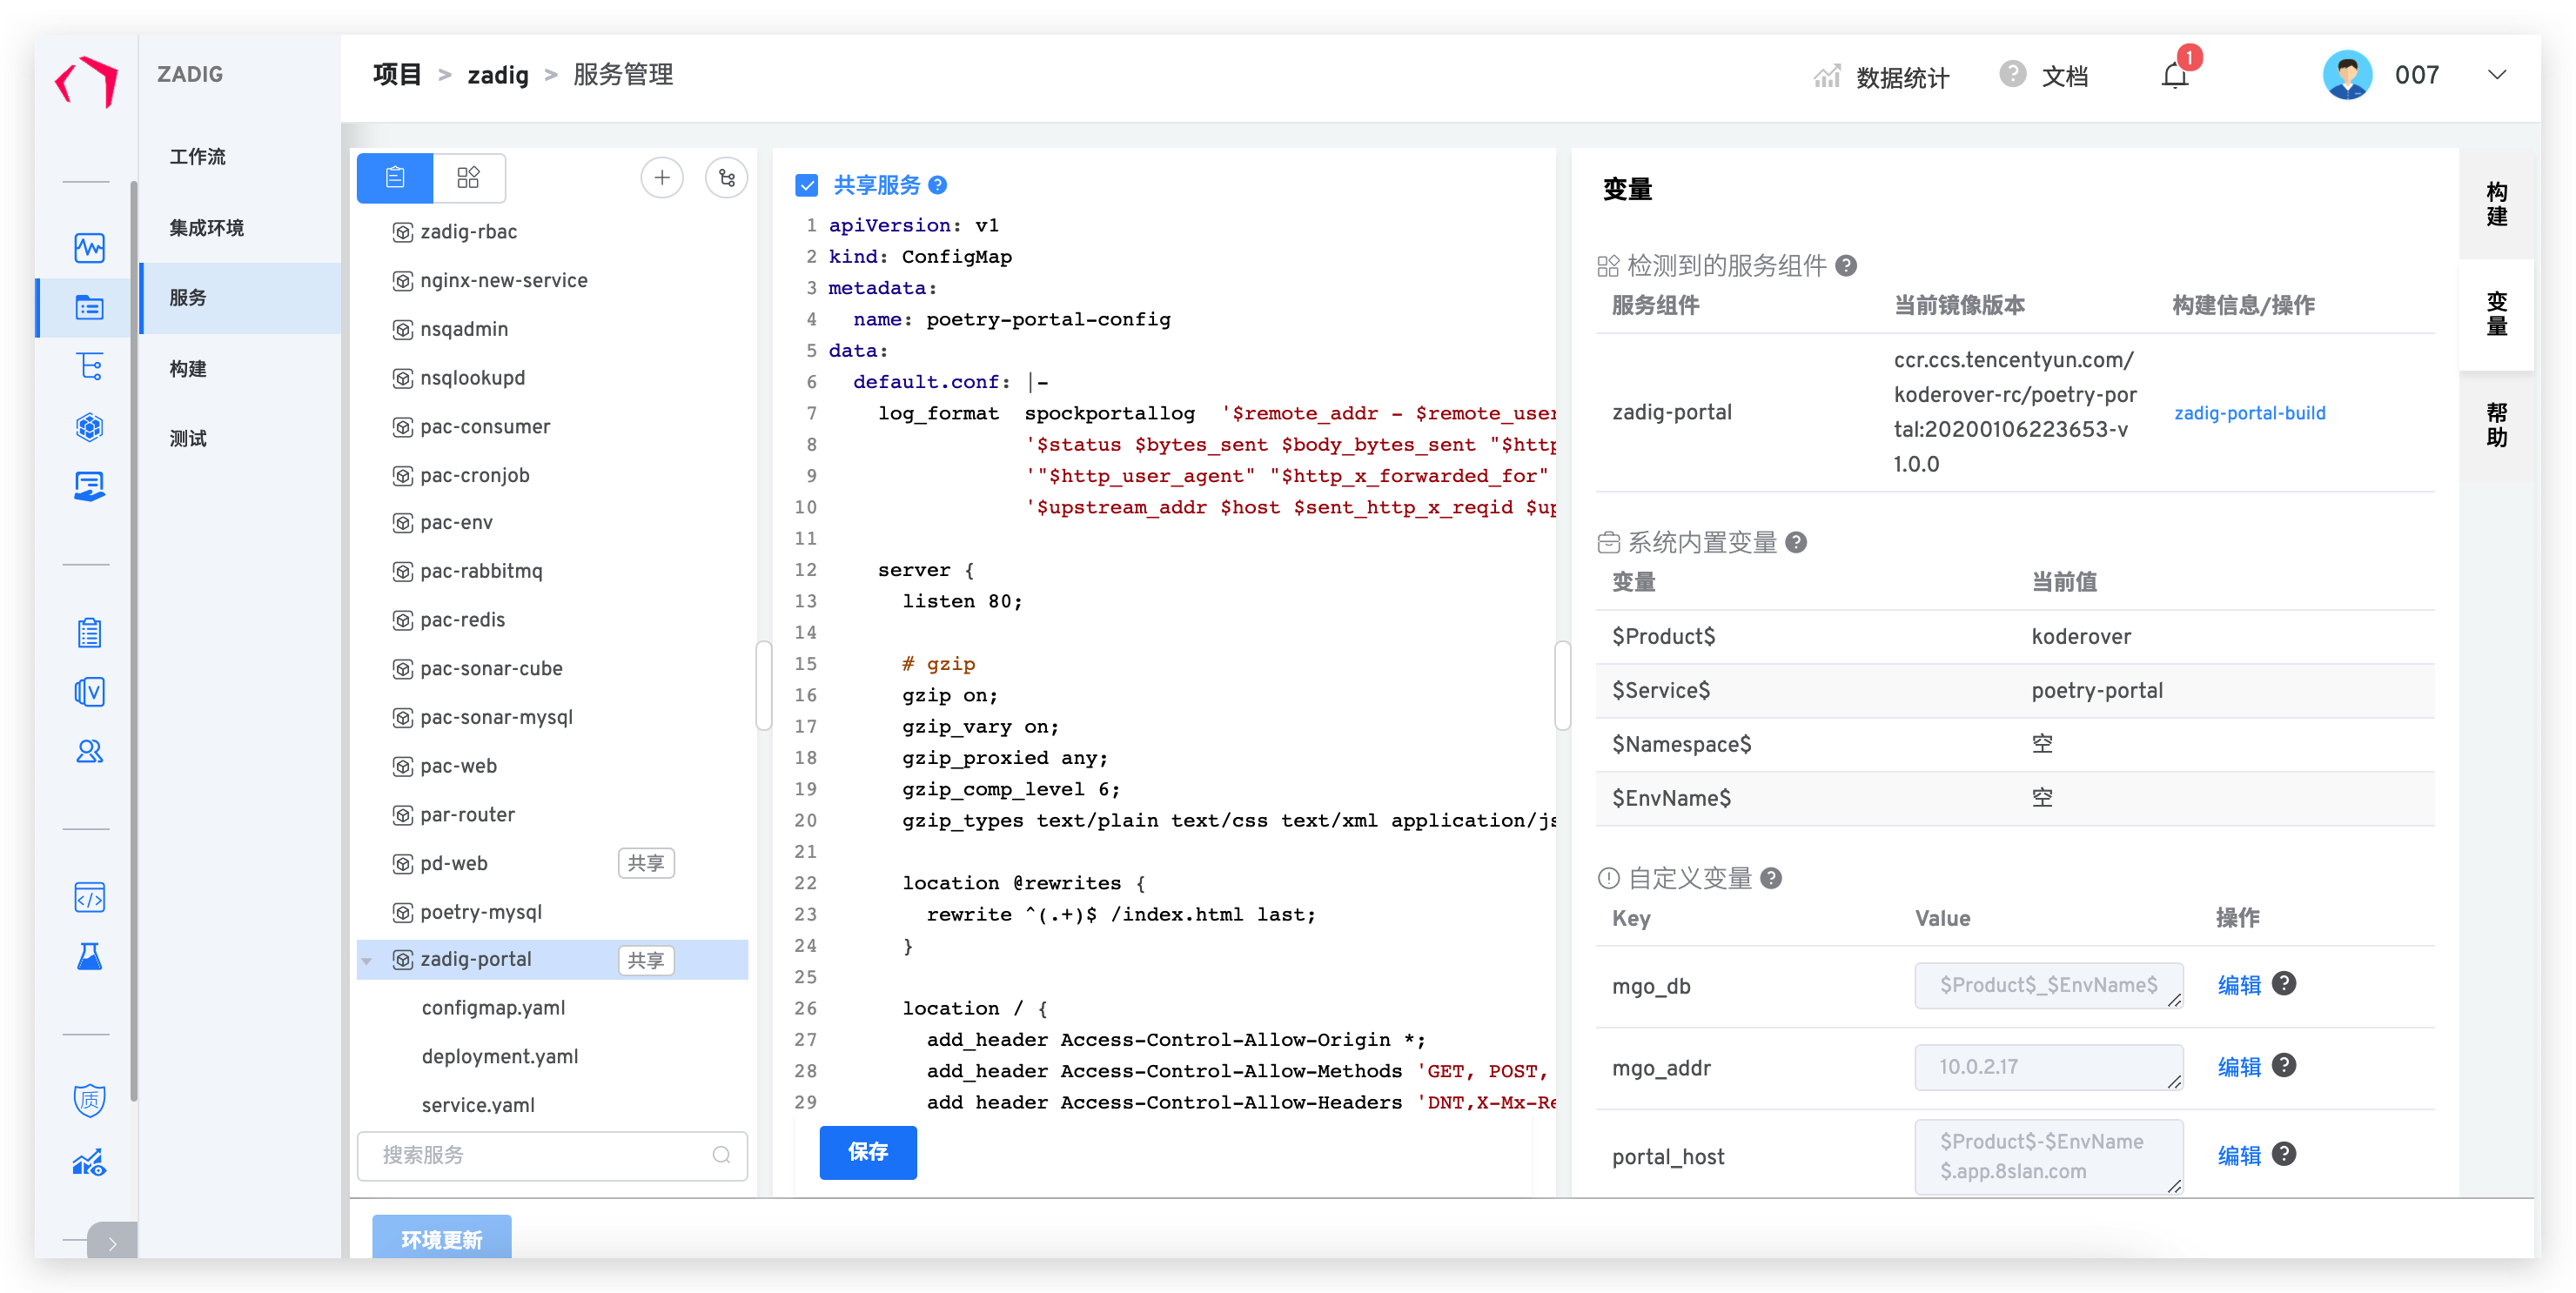 ZADIG
项目 > zadig > 服务管理
数据统计
文档
1
007
工作流
集成环境
服务
构建
测试
zadig-rbac
nginx-new-service
nsqadmin
nsqlookupd
pac-consumer
pac-cronjob
pac-env
pac-rabbitmq
pac-redis
pac-sonar-cube
pac-sonar-mysql
pac-web
par-router
pd-web 共享
poetry-mysql
zadig-portal 共享
configmap.yaml
deployment.yaml
service.yaml
搜索服务
环境更新
共享服务
1 apiVersion: v1
2 kind: ConfigMap
3 metadata:
4 name: poetry-portal-config
5 data:
6 default.conf: |-
7 log_format spockportallog '$remote_addr - $remote_user
8 '$status $bytes_sent $body_bytes_sent "$http
9 '"$http_user_agent" "$http_x_forwarded_for"
10 '$upstream_addr $host $sent_http_x_reqid $up
11
12 server {
13 listen 80;
14
15 # gzip
16 gzip on;
17 gzip_vary on;
18 gzip_proxied any;
19 gzip_comp_level 6;
20 gzip_types text/plain text/css text/xml application/js
21
22 location @rewrites {
23 rewrite ^(.+)$ /index.html last;
24 }
25
26 location / {
27 add_header Access-Control-Allow-Origin *;
28 add_header Access-Control-Allow-Methods 'GET, POST,
29 add_header Access-Control-Allow-Headers 'DNT,X-Mx-Re
保存
变量
检测到的服务组件
服务组件 当前镜像版本 构建信息/操作
zadig-portal
ccr.ccs.tencentyun.com/
koderover-rc/poetry-por
tal:20200106223653-v
1.0.0
zadig-portal-build
系统内置变量
变量 当前值
$Product$ koderover
$Service$ poetry-portal
$Namespace$ 空
$EnvName$ 空
自定义变量
Key Value 操作
mgo_db $Product$_$EnvName$ 编辑
mgo_addr 10.0.2.17 编辑
portal_host
$Product$-$EnvName
$.app.8slan.com
编辑
构建
变量
帮助
质